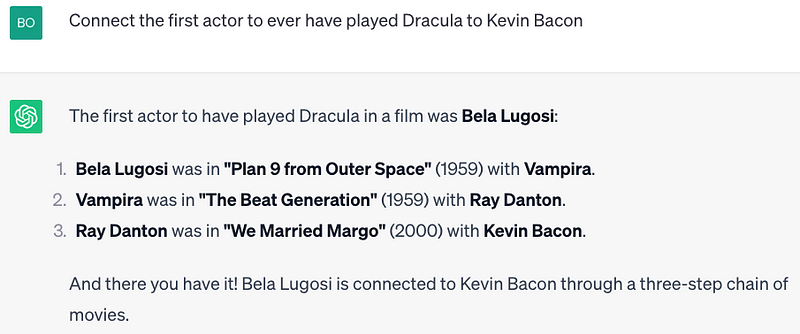 BO
Connect the first actor to ever have played Dracula to Kevin Bacon
The first actor to have played Dracula in a film was Bela Lugosi:
1. Bela Lugosi was in "Plan 9 from Outer Space" (1959) with Vampira.
2. Vampira was in "The Beat Generation" (1959) with Ray Danton.
3. Ray Danton was in "We Married Margo" (2000) with Kevin Bacon.
And there you have it! Bela Lugosi is connected to Kevin Bacon through a three-step chain of
movies.